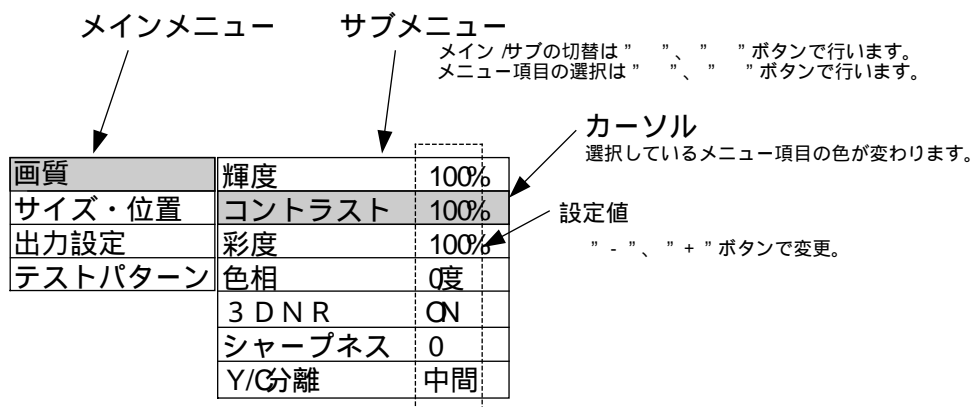 メインメニュー
サブメニュー
メイン /サブの切替は ”　”、”　” ボタンで行います。
メニュー項目の選択は ”　”、”　” ボタンで行います。
カーソル
選択しているメニュー項目の色が変わります。
画質
サイズ・位置
出力設定
テストパターン
輝度 100%
コントラスト 100%
彩度 100%
色相 0度
３ＤＮＲ ON
シャープネス 0
Y/C分離 中間
設定値
” - ”、” + ” ボタンで変更。